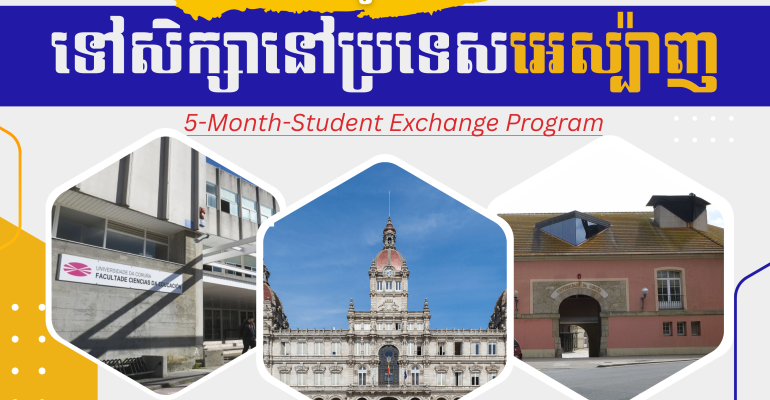 ទៅសិក្សានៅប្រទេសអេស្ប៉ាញ
5-Month-Student Exchange Program
UNIVERSIDADE DA CORUÑA
FACULTADE CIENCIAS DA EDUCACIÓN